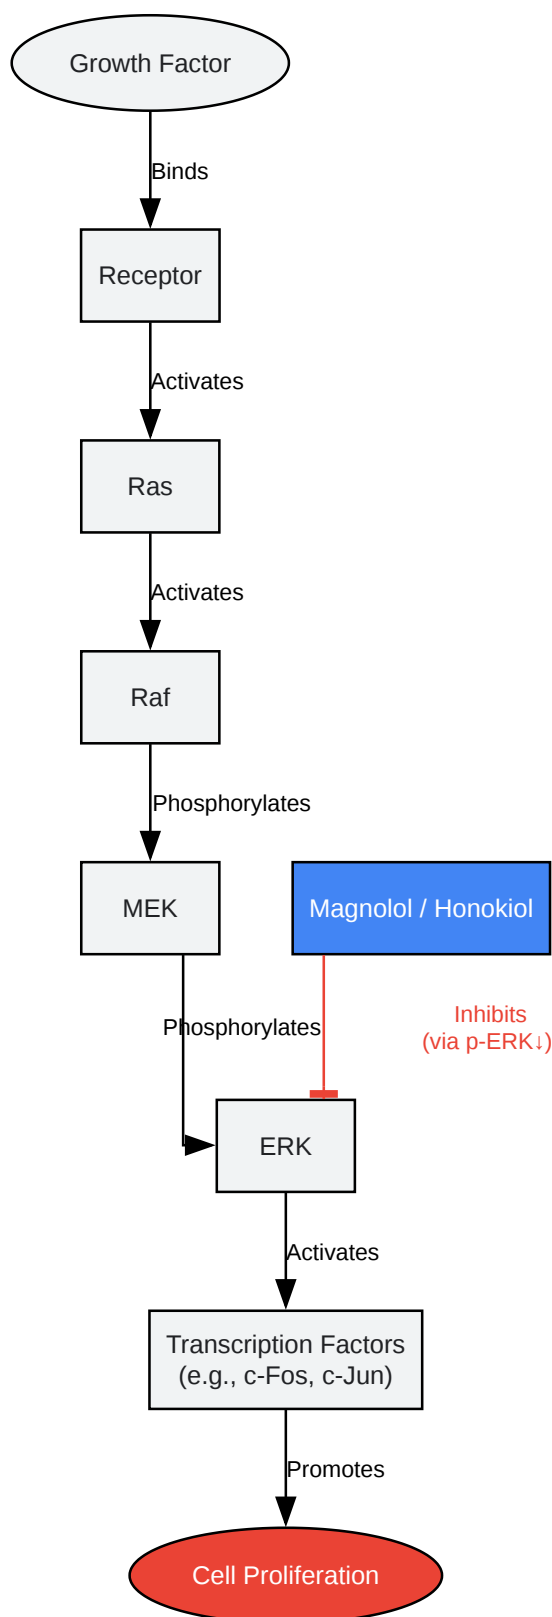 Growth Factor
Binds
Receptor
Activates
Ras
Activates
Raf
Phosphorylates
MEK
Magnolol / Honokiol
Phosphorylates
Inhibits
(via p-ERK↓)
ERK
Activates
Transcription Factors
(e.g., c-Fos, c-Jun)
Promotes
Cell Proliferation